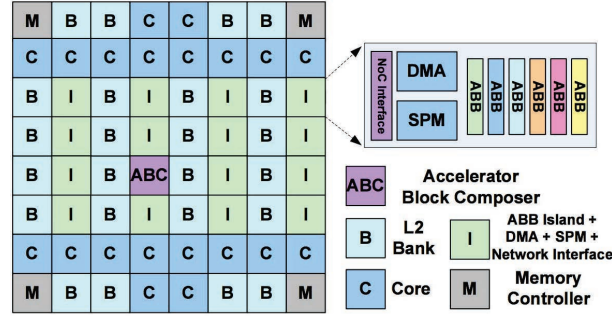 M B B C C B B M
C C C C C C C C
B I B I B I B I
B I B I B I B I
B I B ABC B I B I
B I B I B I B I
C C C C C C C C
M B B C C B B M
NoC Interface
DMA
SPM
ABB ABB ABB ABB ABB ABB
ABC
Accelerator
Block Composer
B
L2
Bank
I
ABB Island +
DMA + SPM +
Network Interface
C
Core
M
Memory
Controller